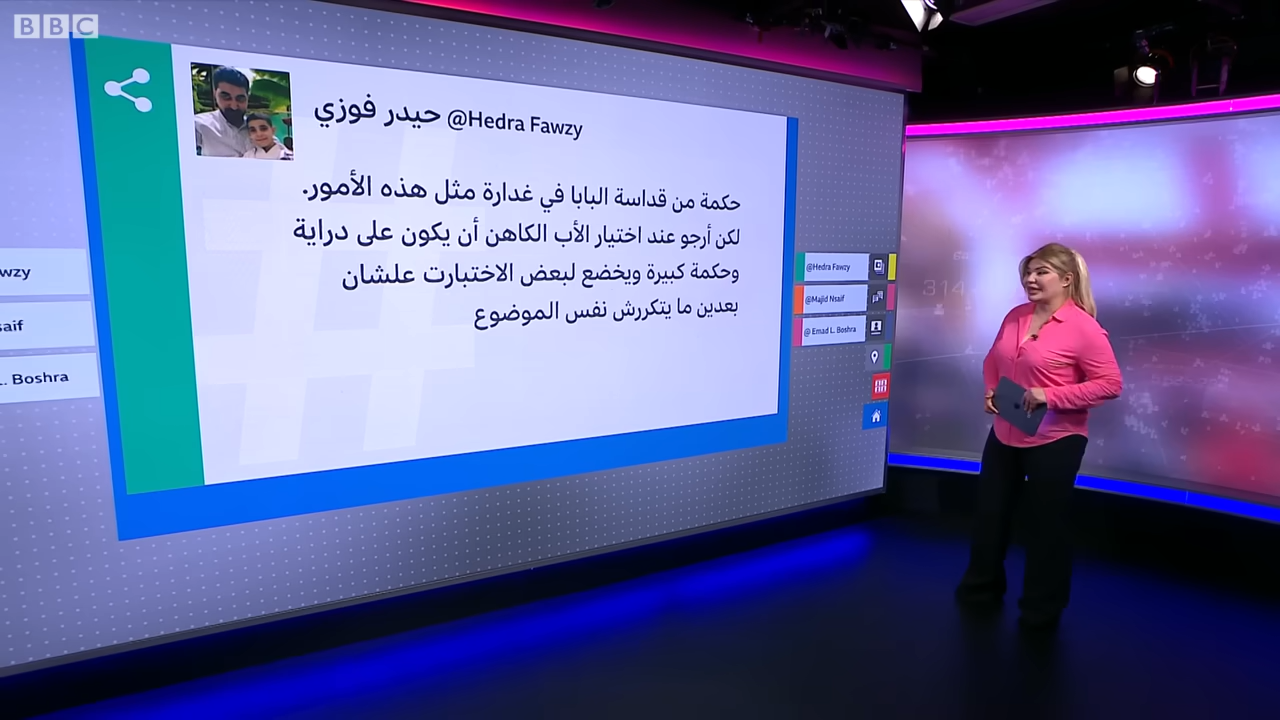 BBC
حيدر فوزي @Hedra Fawzy
حكمة من قداسة البابا في غدارة مثل هذه الأمور.
لكن أرجو عند اختيار الأب الكاهن أن يكون على دراية
وحكمة كبيرة ويخضع لبعض الاختبارت علشان
بعدين ما يتكررش نفس الموضوع
wzy
saif
L. Boshra
@Hedra Fawzy
@Majid Nsaif
@ Emad L. Boshra
314